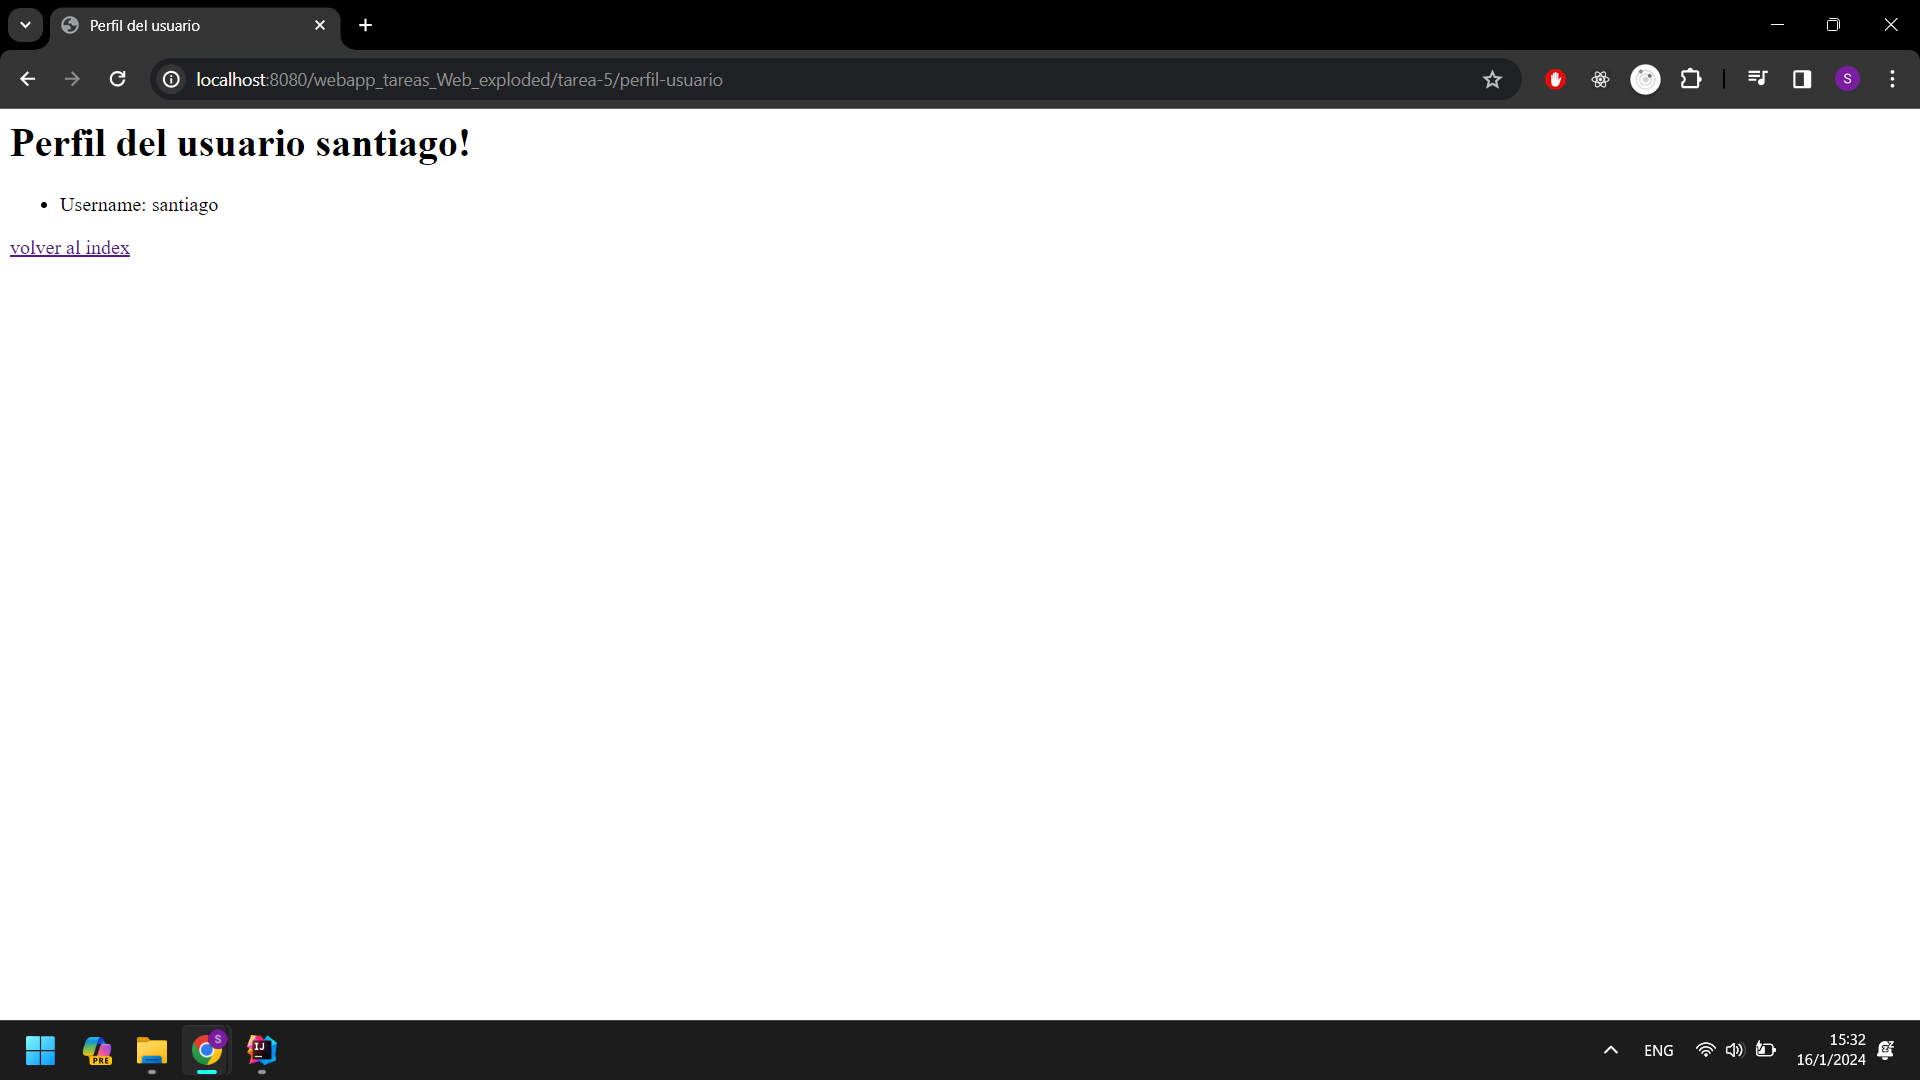 Perfil del usuario
localhost:8080/webapp_tareas_Web_exploded/tarea-5/perfil-usuario
S
Perfil del usuario santiago!
• Username: santiago
volver al index
PRE
S
IJ
ENG
15:32
16/1/2024